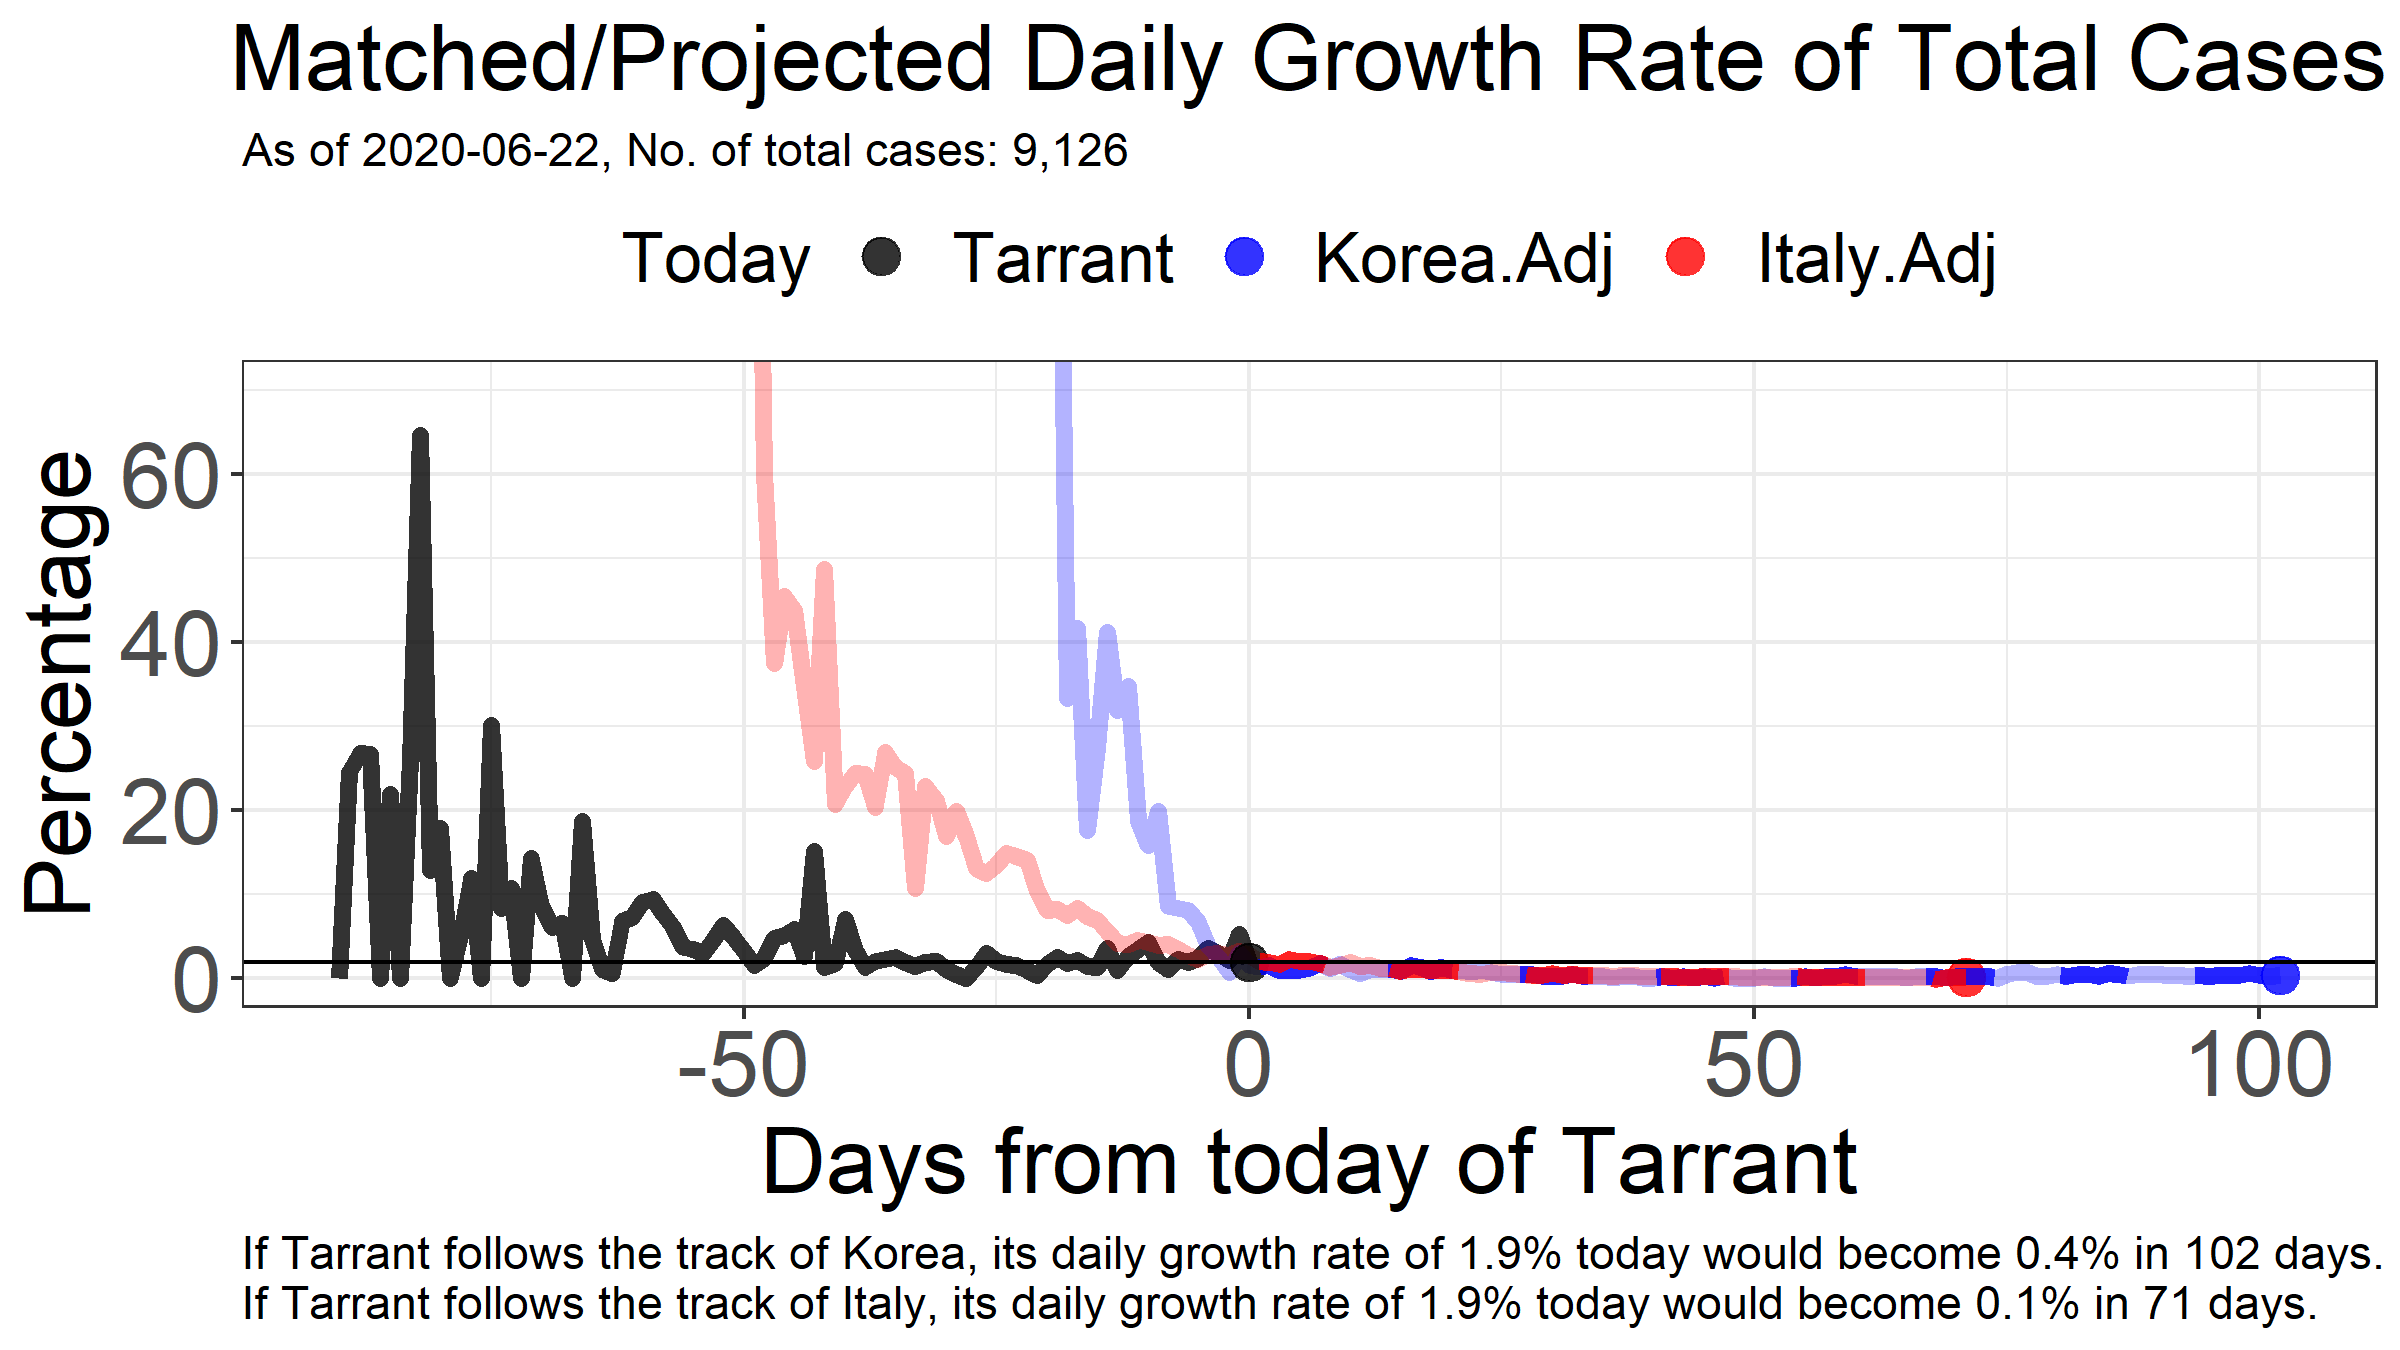 Matched/Projected Daily Growth Rate of Total Cases
As of 2020-06-22, No. of total cases: 9,126
Today Tarrant Korea.Adj Italy.Adj
Percentage
60
40
20
0
-50 0 50 100
Days from today of Tarrant
If Tarrant follows the track of Korea, its daily growth rate of 1.9% today would become 0.4% in 102 days.
If Tarrant follows the track of Italy, its daily growth rate of 1.9% today would become 0.1% in 71 days.